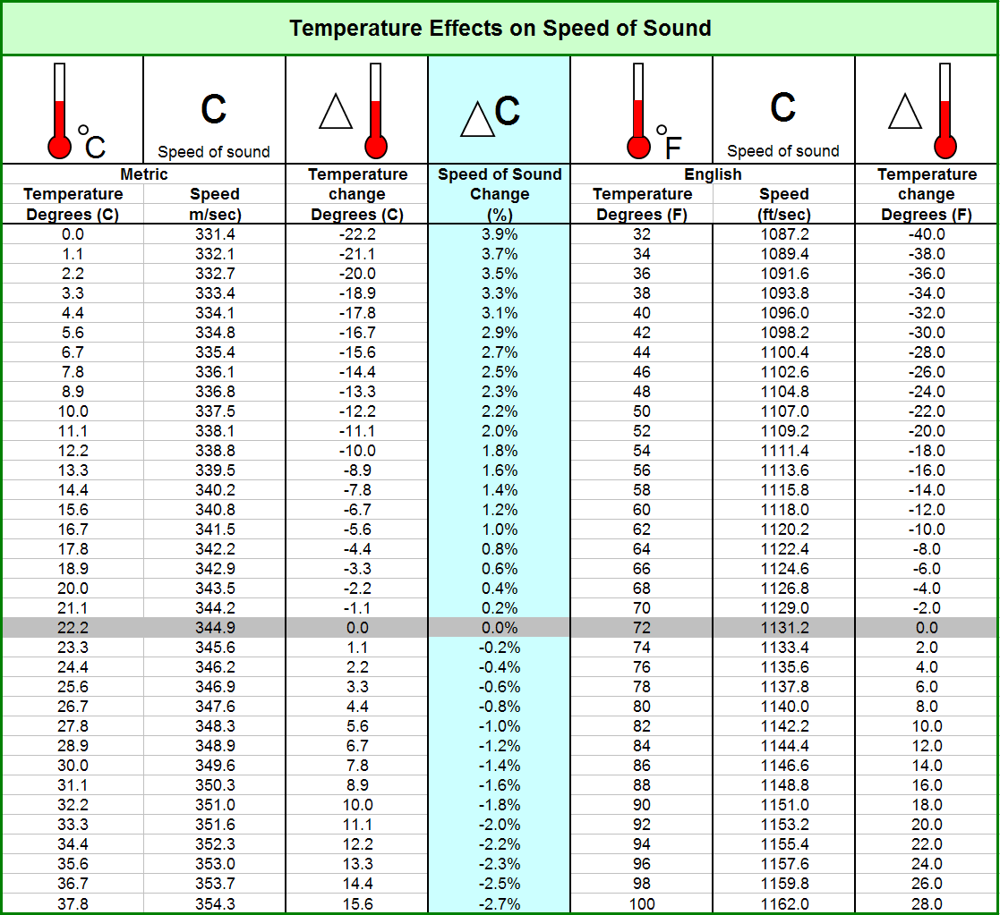 Temperature Effects on Speed of Sound
°C C △ △C °F C △
Speed of sound Speed of sound
Metric Temperature Speed of Sound English Temperature
Temperature Speed change Change Temperature Speed change
Degrees (C) m/sec) Degrees (C) (%) Degrees (F) (ft/sec) Degrees (F)
0.0 331.4 -22.2 3.9% 32 1087.2 -40.0
1.1 332.1 -21.1 3.7% 34 1089.4 -38.0
2.2 332.7 -20.0 3.5% 36 1091.6 -36.0
3.3 333.4 -18.9 3.3% 38 1093.8 -34.0
4.4 334.1 -17.8 3.1% 40 1096.0 -32.0
5.6 334.8 -16.7 2.9% 42 1098.2 -30.0
6.7 335.4 -15.6 2.7% 44 1100.4 -28.0
7.8 336.1 -14.4 2.5% 46 1102.6 -26.0
8.9 336.8 -13.3 2.3% 48 1104.8 -24.0
10.0 337.5 -12.2 2.2% 50 1107.0 -22.0
11.1 338.1 -11.1 2.0% 52 1109.2 -20.0
12.2 338.8 -10.0 1.8% 54 1111.4 -18.0
13.3 339.5 -8.9 1.6% 56 1113.6 -16.0
14.4 340.2 -7.8 1.4% 58 1115.8 -14.0
15.6 340.8 -6.7 1.2% 60 1118.0 -12.0
16.7 341.5 -5.6 1.0% 62 1120.2 -10.0
17.8 342.2 -4.4 0.8% 64 1122.4 -8.0
18.9 342.9 -3.3 0.6% 66 1124.6 -6.0
20.0 343.5 -2.2 0.4% 68 1126.8 -4.0
21.1 344.2 -1.1 0.2% 70 1129.0 -2.0
22.2 344.9 0.0 0.0% 72 1131.2 0.0
23.3 345.6 1.1 -0.2% 74 1133.4 2.0
24.4 346.2 2.2 -0.4% 76 1135.6 4.0
25.6 346.9 3.3 -0.6% 78 1137.8 6.0
26.7 347.6 4.4 -0.8% 80 1140.0 8.0
27.8 348.3 5.6 -1.0% 82 1142.2 10.0
28.9 348.9 6.7 -1.2% 84 1144.4 12.0
30.0 349.6 7.8 -1.4% 86 1146.6 14.0
31.1 350.3 8.9 -1.6% 88 1148.8 16.0
32.2 351.0 10.0 -1.8% 90 1151.0 18.0
33.3 351.6 11.1 -2.0% 92 1153.2 20.0
34.4 352.3 12.2 -2.2% 94 1155.4 22.0
35.6 353.0 13.3 -2.3% 96 1157.6 24.0
36.7 353.7 14.4 -2.5% 98 1159.8 26.0
37.8 354.3 15.6 -2.7% 100 1162.0 28.0